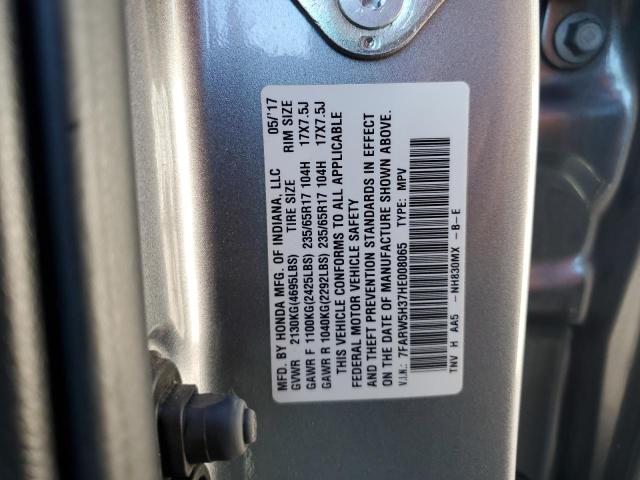 MFD. BY HONDA MFG. OF INDIANA, LLC 05/'17
GVWR 2130KG(4695LBS) TIRE SIZE RIM SIZE
GAWR F 1100KG(2425LBS) 235/65R17 104H 17X7.5J
GAWR R 1040KG(2292LBS) 235/65R17 104H 17X7.5J
THIS VEHICLE CONFORMS TO ALL APPLICABLE
FEDERAL MOTOR VEHICLE SAFETY
AND THEFT PREVENTION STANDARDS IN EFFECT
ON THE DATE OF MANUFACTURE SHOWN ABOVE.
V.I.N.: 7FARW5H37HE008065 TYPE: MPV
TNV H AA5 -NH830MX -B-E